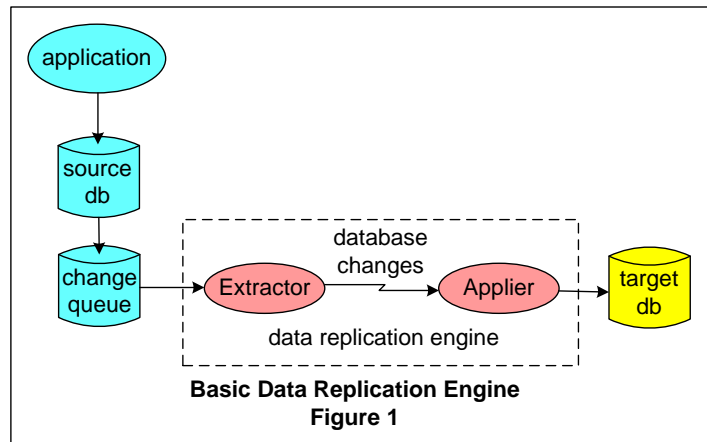 application
source
db
change
queue
database
changes
Extractor
Applier
target
db
data replication engine
Basic Data Replication Engine
Figure 1